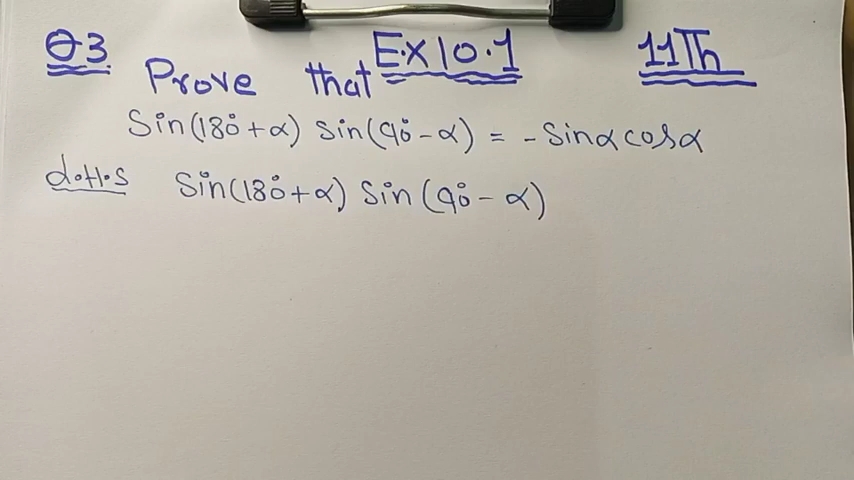 Q3 Ex 10.1 11Th
Prove that
Sin(180°+α) Sin(90°-α) = -Sinα cosα
L.H.S Sin(180°+α) Sin(90°-α)